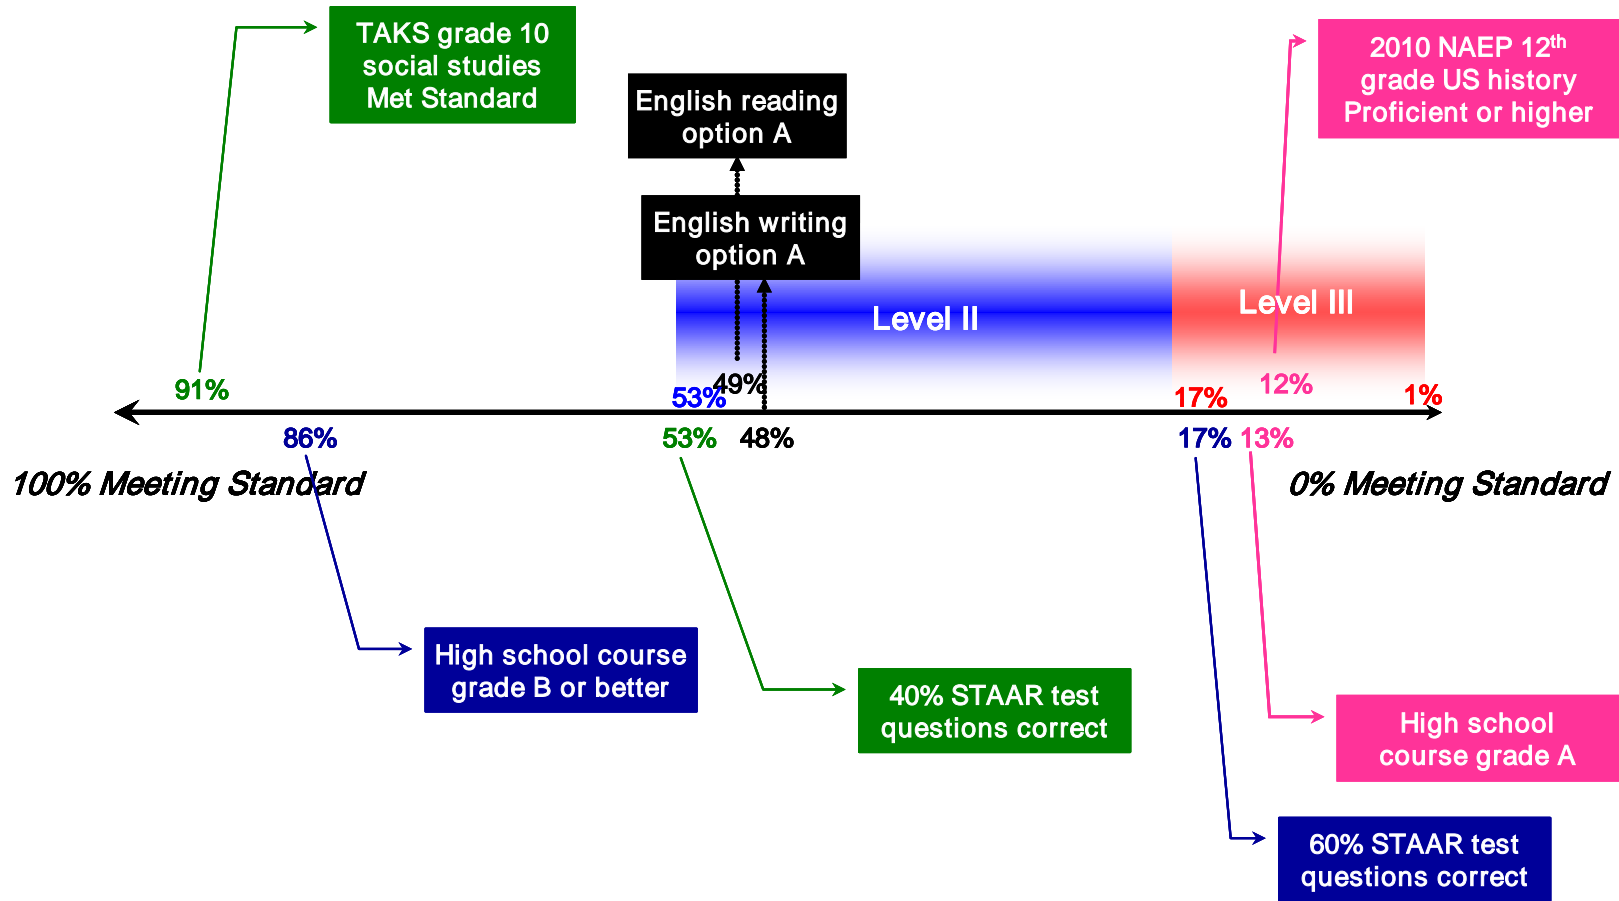 TAKS grade 10
social studies
Met Standard
English reading
option A
2010 NAEP 12th
grade US history
Proficient or higher
English writing
option A
Level II
Level III
91%
53%
49%
17%
12%
1%
86%
53%
48%
17%
13%
100% Meeting Standard
0% Meeting Standard
High school course
grade B or better
40% STAAR test
questions correct
High school
course grade A
60% STAAR test
questions correct